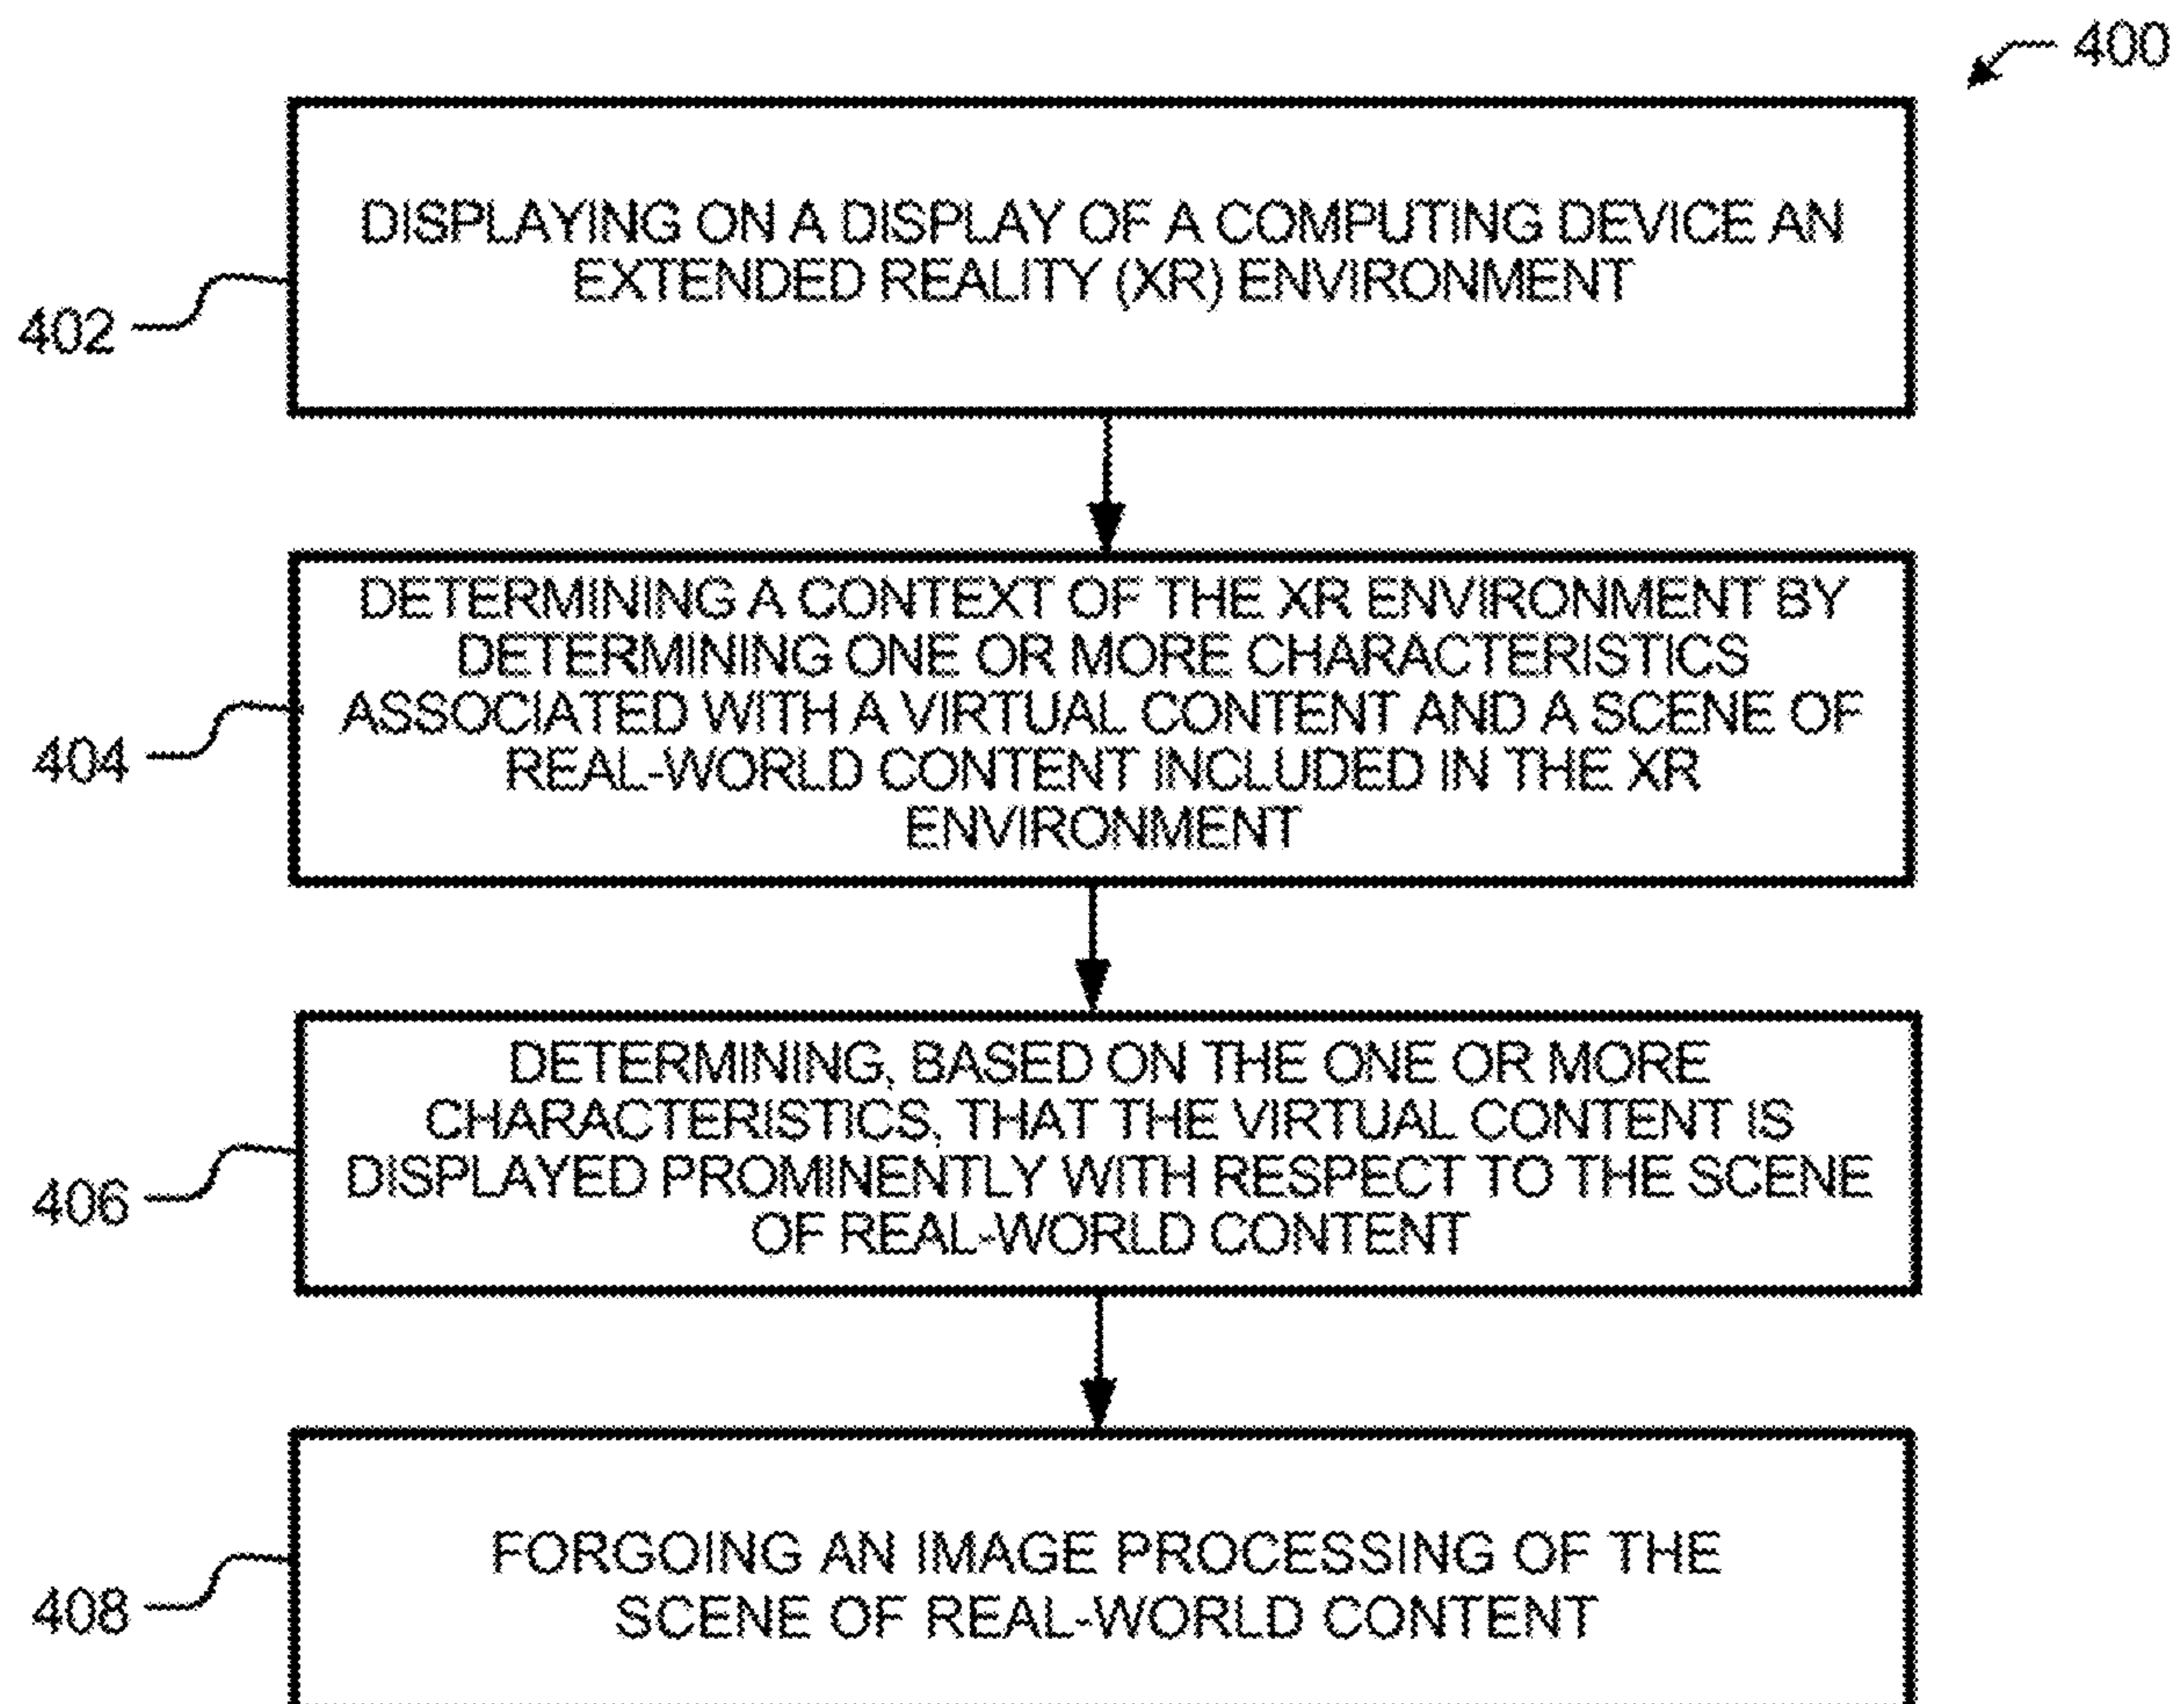 400
DISPLAYING ON A DISPLAY OF A COMPUTING DEVICE AN
EXTENDED REALITY (XR) ENVIRONMENT
402
DETERMINING A CONTEXT OF THE XR ENVIRONMENT BY
DETERMINING ONE OR MORE CHARACTERISTICS
ASSOCIATED WITH A VIRTUAL CONTENT AND A SCENE OF
REAL-WORLD CONTENT INCLUDED IN THE XR
ENVIRONMENT
404
DETERMINING, BASED ON THE ONE OR MORE
CHARACTERISTICS, THAT THE VIRTUAL CONTENT IS
DISPLAYED PROMINENTLY WITH RESPECT TO THE SCENE
OF REAL-WORLD CONTENT
406
FORGOING AN IMAGE PROCESSING OF THE
SCENE OF REAL-WORLD CONTENT
408